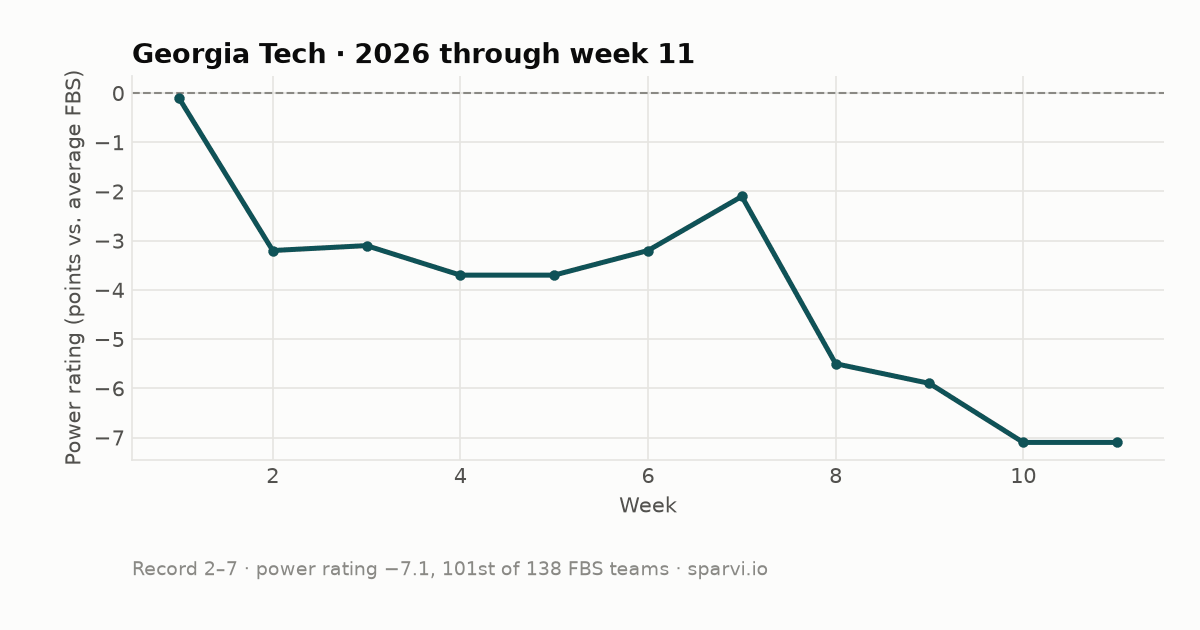 Georgia Tech · 2026 through week 11
Power rating (points vs. average FBS)
0
−1
−2
−3
−4
−5
−6
−7
2 4 6 8 10
Week
Record 2–7 · power rating −7.1, 101st of 138 FBS teams · sparvi.io